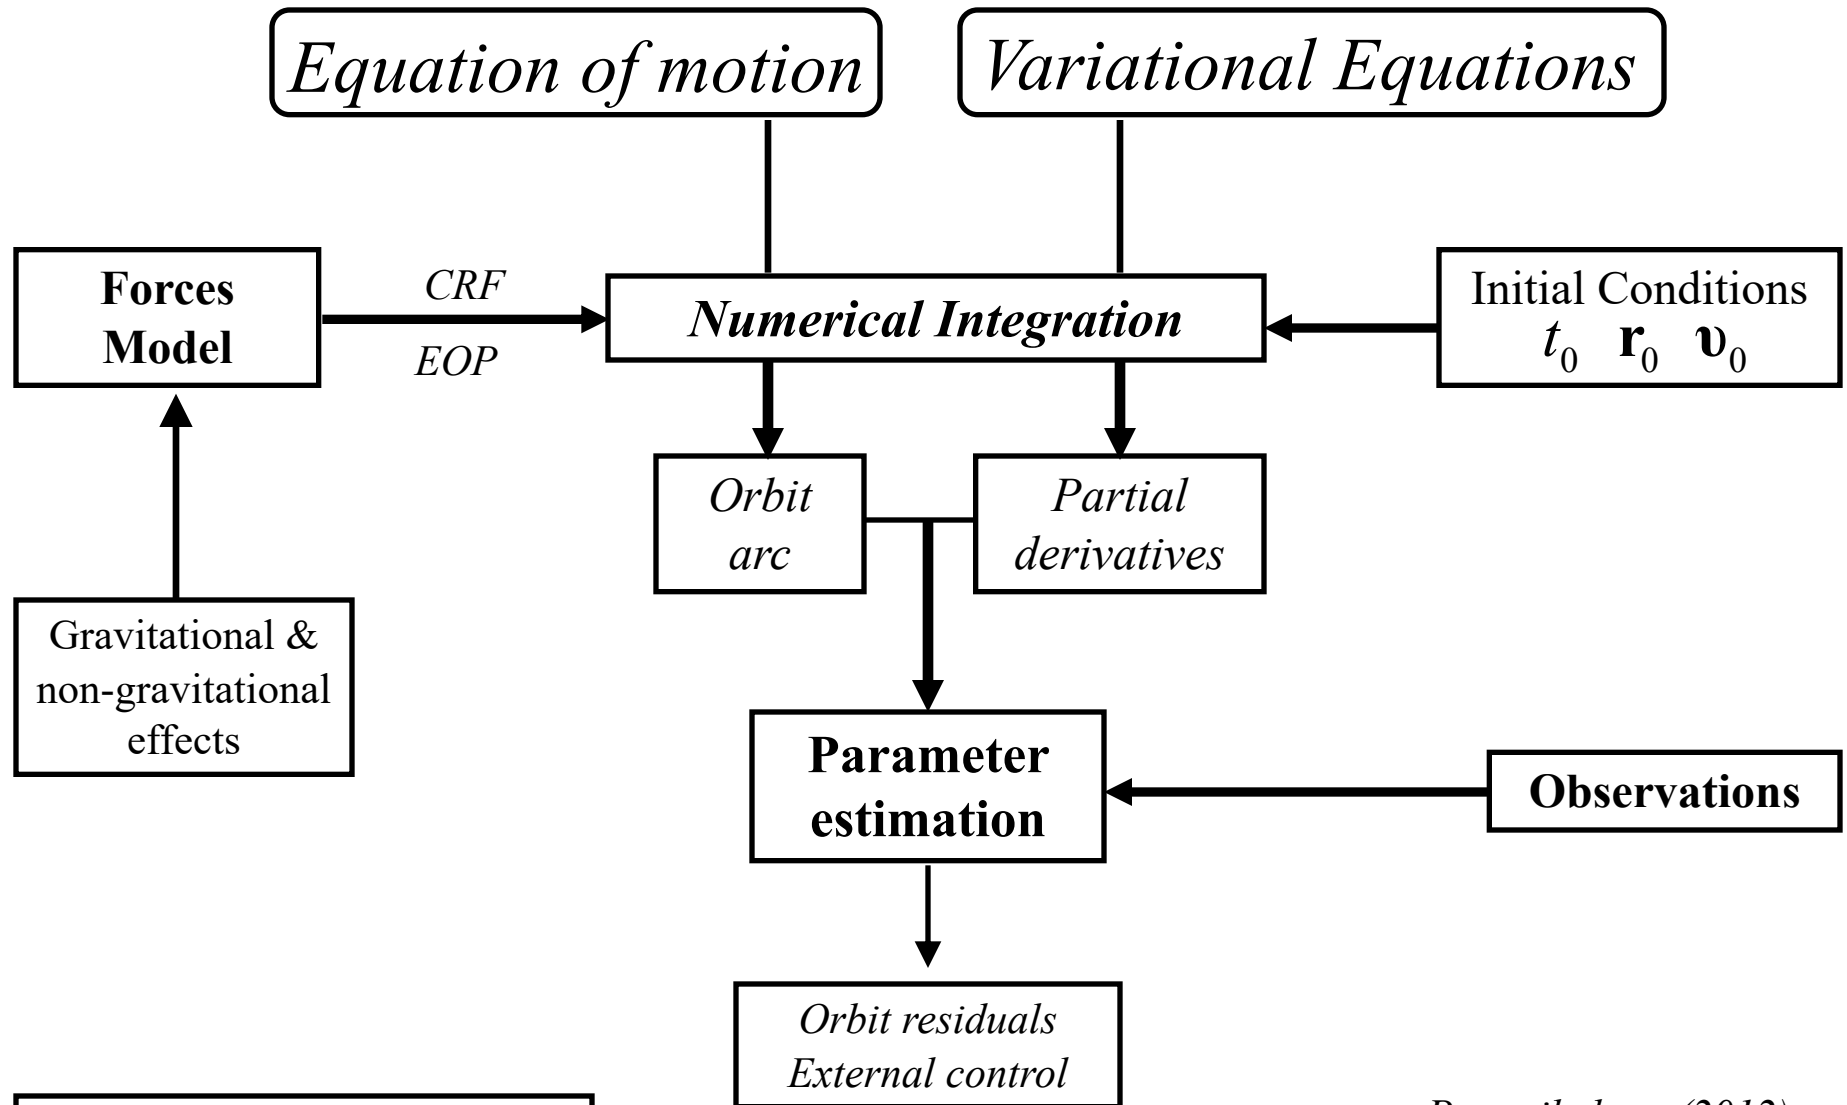 Equation of motion
Variational Equations
Forces
Model
CRF
EOP
Numerical Integration
Initial Conditions
t₀ r₀ υ₀
Orbit
arc
Partial
derivatives
Gravitational &
non-gravitational
effects
Parameter
estimation
Observations
Orbit residuals
External control
(2012)